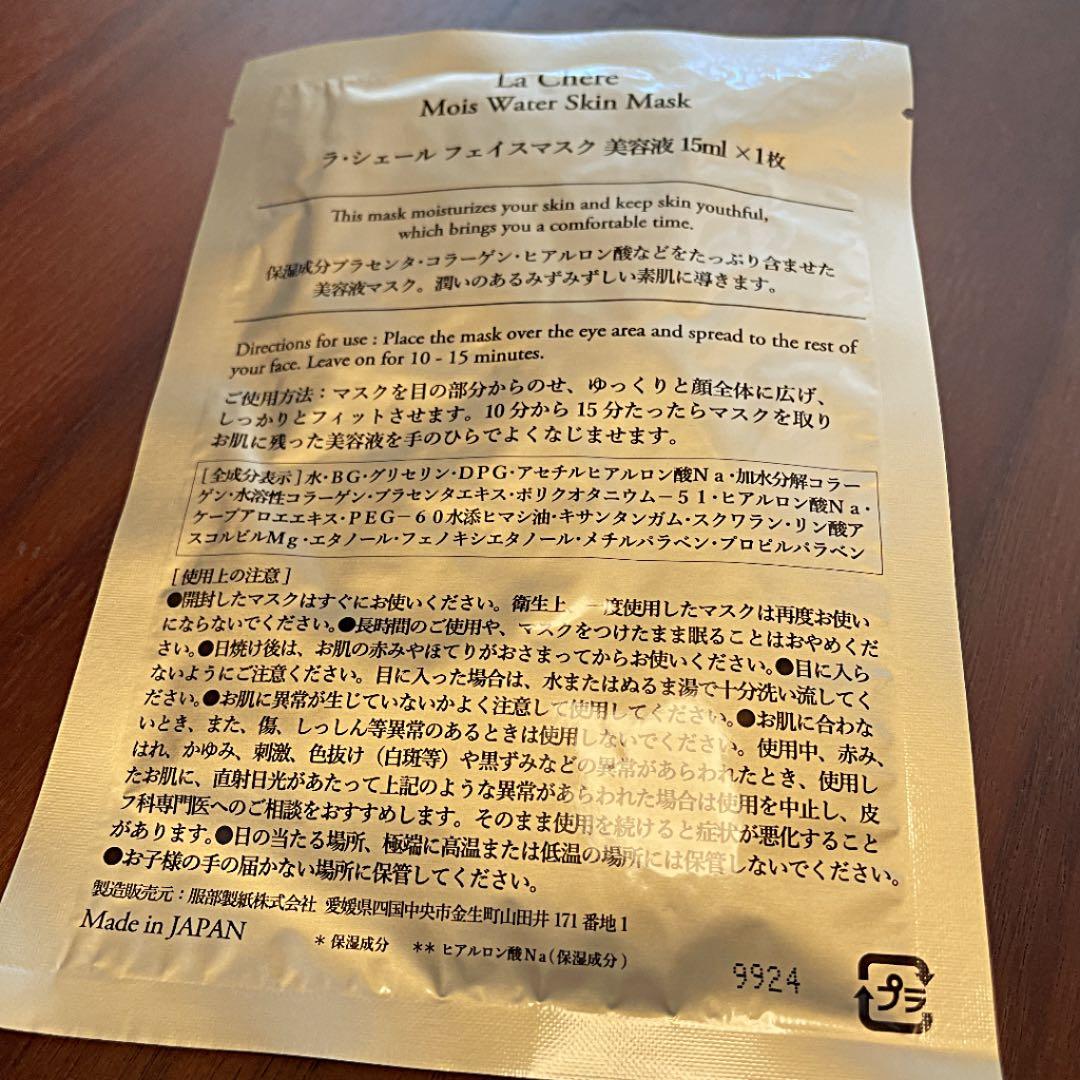 La Chère
Mois Water Skin Mask
ラ・シェール フェイスマスク 美容液 15ml ×1枚
This mask moisturizes your skin and keep skin youthful,
which brings you a comfortable time.
保湿成分プラセンタ・コラーゲン・ヒアルロン酸などをたっぷり含ませた
美容液マスク。潤いのあるみずみずしい素肌に導きます。
Directions for use : Place the mask over the eye area and spread to the rest of
your face. Leave on for 10 - 15 minutes.
ご使用方法：マスクを目の部分からのせ、ゆっくりと顔全体に広げ、
しっかりとフィットさせます。10分から15分たったらマスクを取り
お肌に残った美容液を手のひらでよくなじませます。
[全成分表示] 水・BG・グリセリン・DPG・アセチルヒアルロン酸Na・加水分解コラー
ゲン・水溶性コラーゲン・プラセンタエキス・ポリクオタニウム－51・ヒアルロン酸Na・
ケープアロエエキス・PEG－60水添ヒマシ油・キサンタンガム・スクワラン・リン酸ア
スコルビルMg・エタノール・フェノキシエタノール・メチルパラベン・プロピルパラベン
[使用上の注意]
●開封したマスクはすぐにお使いください。衛生上、一度使用したマスクは再度お使い
にならないでください。●長時間のご使用や、マスクをつけたまま眠ることはおやめくだ
さい。●日焼け後は、お肌の赤みやほてりがおさまってからお使いください。●目に入ら
ないようにご注意ください。目に入った場合は、水またはぬるま湯で十分洗い流してく
ださい。●お肌に異常が生じていないかよく注意して使用してください。●お肌に合わな
いとき、また、傷、しっしん等異常のあるときは使用しないでください。使用中、赤み、
はれ、かゆみ、刺激、色抜け（白斑等）や黒ずみなどの異常があらわれたとき、使用し
たお肌に、直射日光があたって上記のような異常があらわれた場合は使用を中止し、皮
フ科専門医へのご相談をおすすめします。そのまま使用を続けると症状が悪化すること
があります。●日の当たる場所、極端に高温または低温の場所には保管しないでください。
●お子様の手の届かない場所に保管してください。
製造販売元：服部製紙株式会社 愛媛県四国中央市金生町山田井 171 番地1
Made in JAPAN
＊ 保湿成分 ＊＊ ヒアルロン酸Na(保湿成分)
9924
プラ